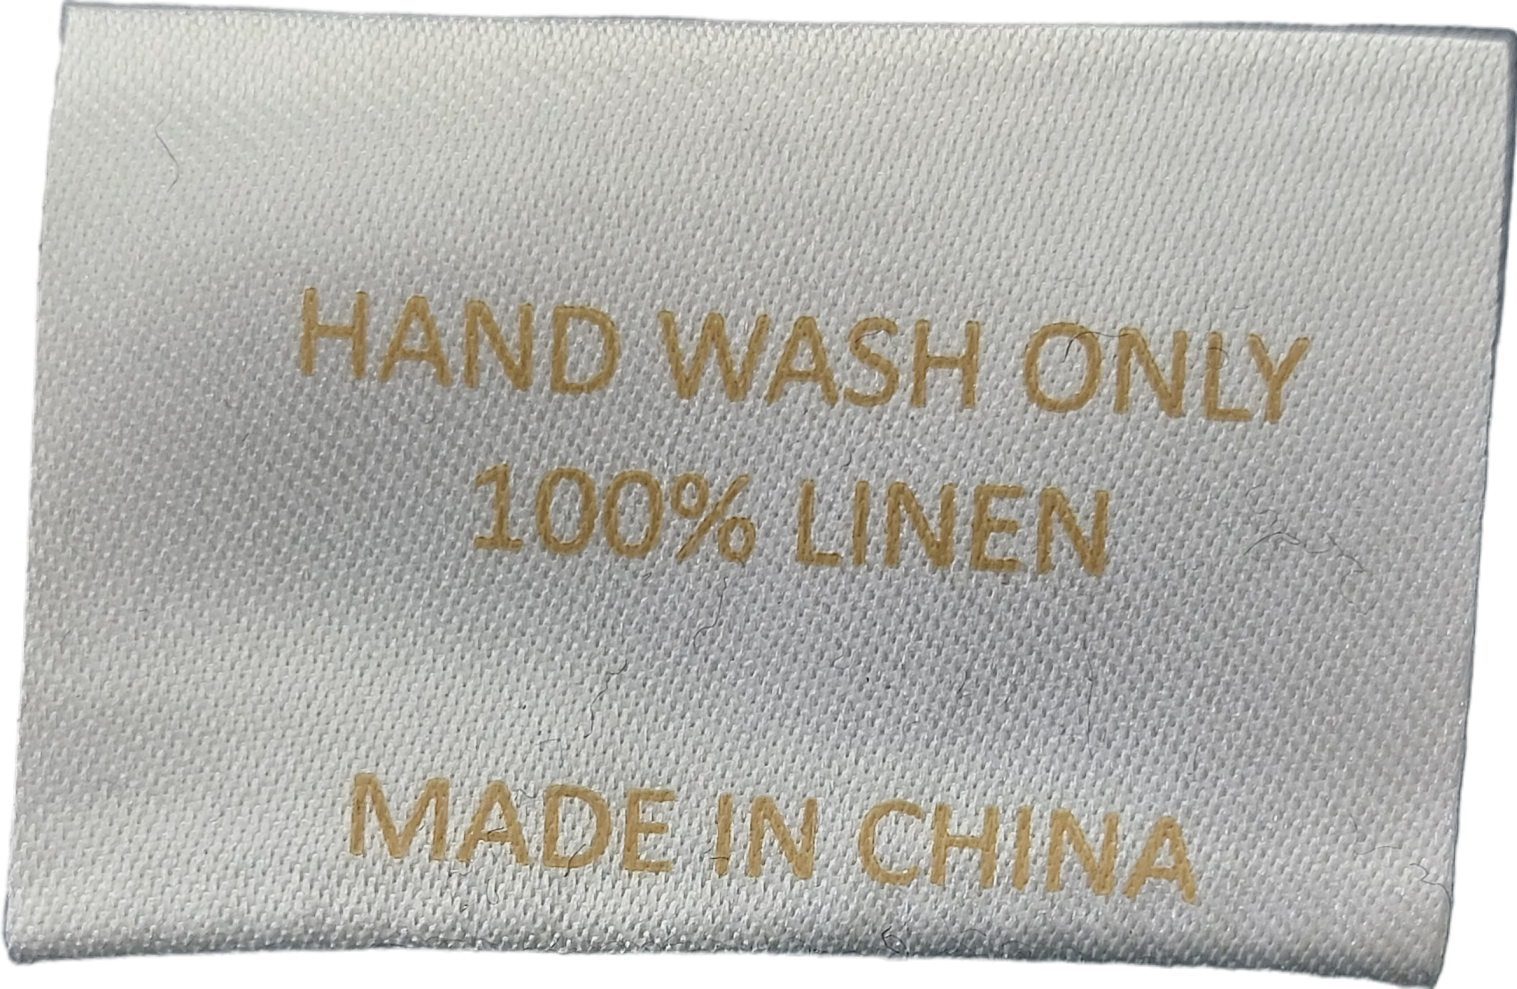 HAND WASH ONLY
100% LINEN
MADE IN CHINA